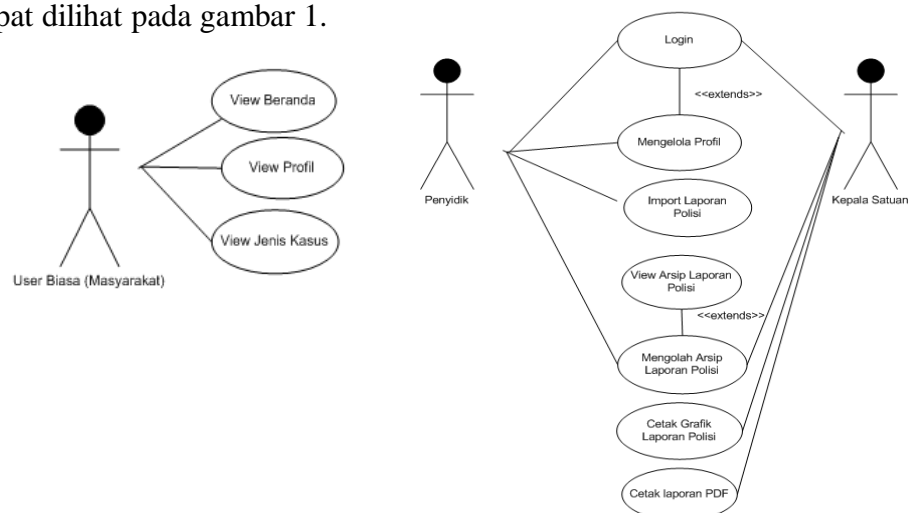 pat dilihat pada gambar 1.
View Beranda
View Profil
View Jenis Kasus
User Biasa (Masyarakat)
Login
<<extends>>
Mengelola Profil
Import Laporan
Polisi
Penyidik
Kepala Satuan
View Arsip Laporan
Polisi
<<extends>>
Mengolah Arsip
Laporan Polisi
Cetak Grafik
Laporan Polisi
Cetak laporan PDF